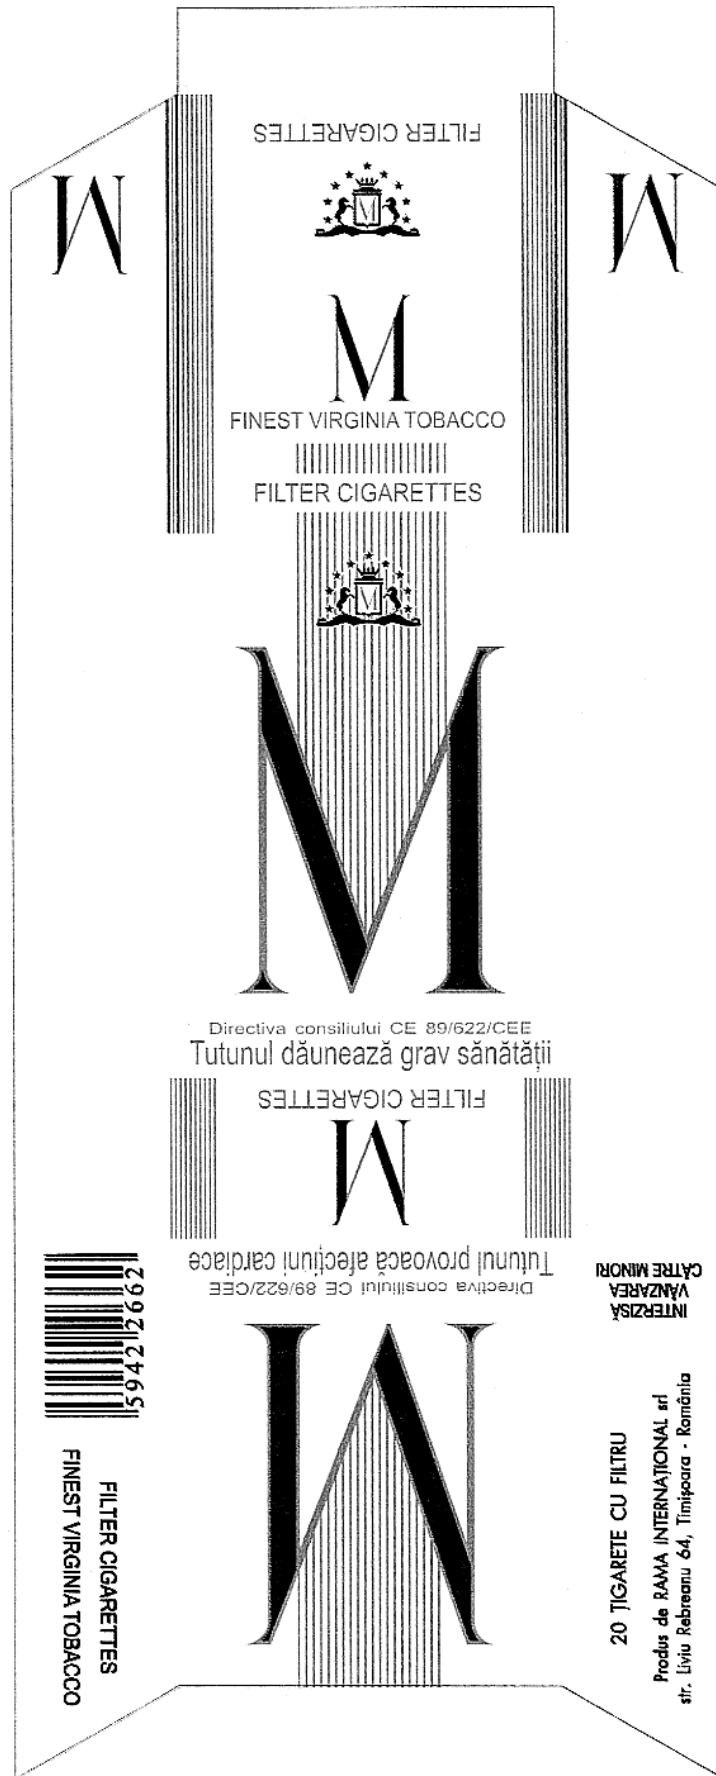 FILTER CIGARETTES
M
M
M
M
FINEST VIRGINIA TOBACCO
FILTER CIGARETTES
M
M
Directiva consiliului CE 89/622/CEE
Tutunul dăunează grav sănătății
FILTER CIGARETTES
M
Tutunul provoacă afecțiuni cardiace
Directiva consiliului CE 89/622/CEE
M
59422662
FILTER CIGARETTES
FINEST VIRGINIA TOBACCO
INTERZISĂ
VÂNZAREA
CĂTRE MINORI
20 ȚIGARETE CU FILTRU
Produs de RAMA INTERNAȚIONAL srl
str. Liviu Rebreanu 64, Timișoara - România